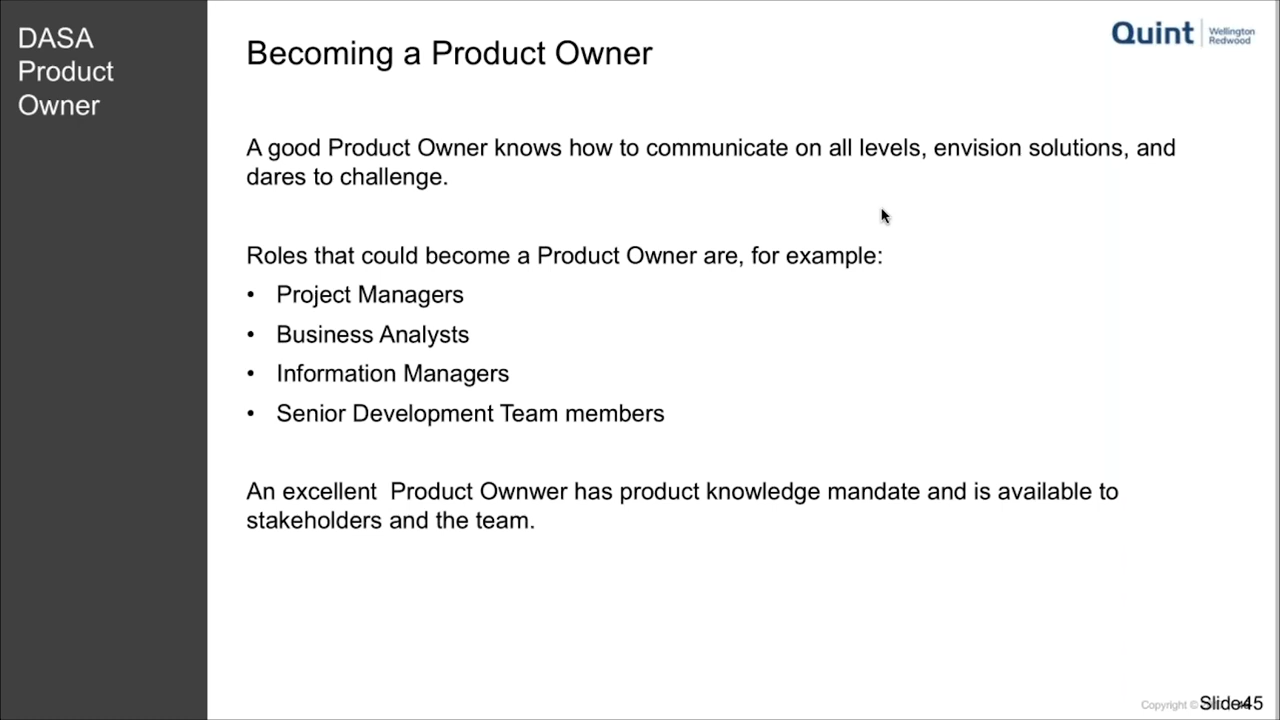 DASA
Product
Owner
Becoming a Product Owner
Quint
Wellington
Redwood
A good Product Owner knows how to communicate on all levels, envision solutions, and
dares to challenge.
Roles that could become a Product Owner are, for example:
• Project Managers
• Business Analysts
• Information Managers
• Senior Development Team members
An excellent  Product Ownwer has product knowledge mandate and is available to
stakeholders and the team.
Copyright © Slide45